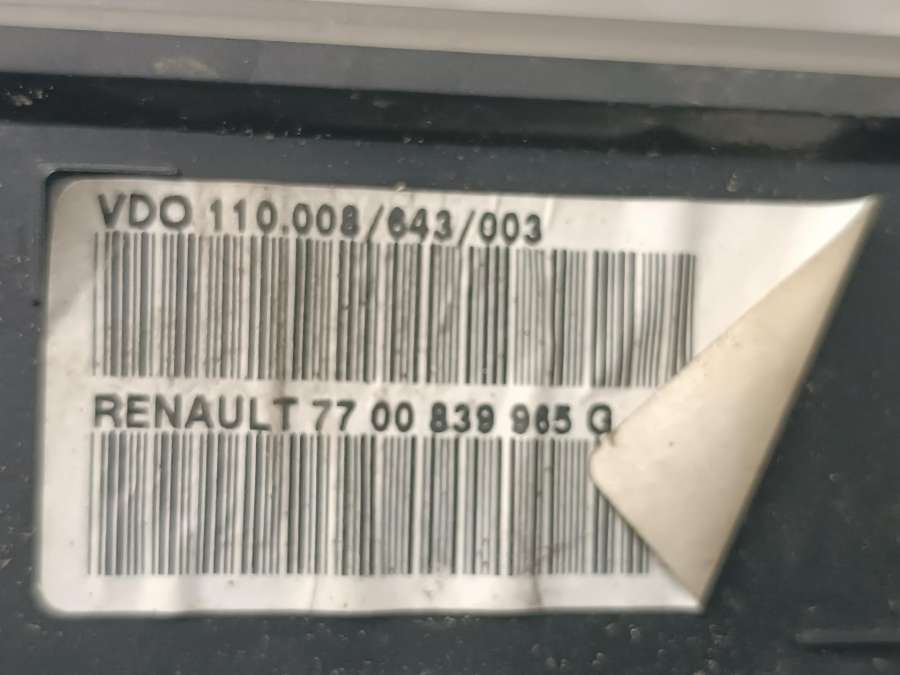 VDO 110.008/643/003
RENAULT 77 00 839 965 G